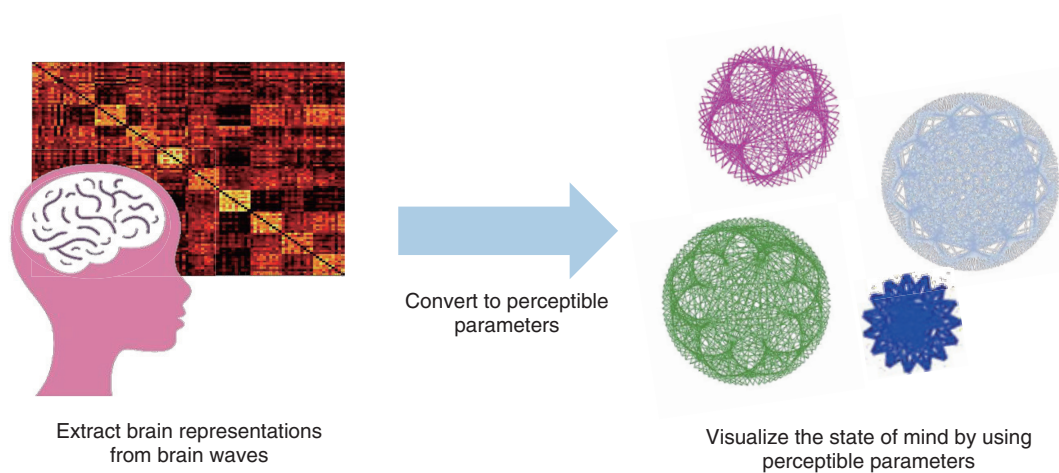 Convert to perceptible
parameters
Extract brain representations
from brain waves
Visualize the state of mind by using
perceptible parameters